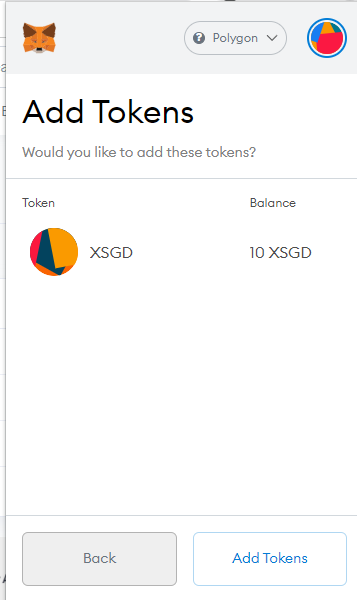 Polygon
Add Tokens
Would you like to add these tokens?
Token Balance
XSGD 10 XSGD
Back Add Tokens